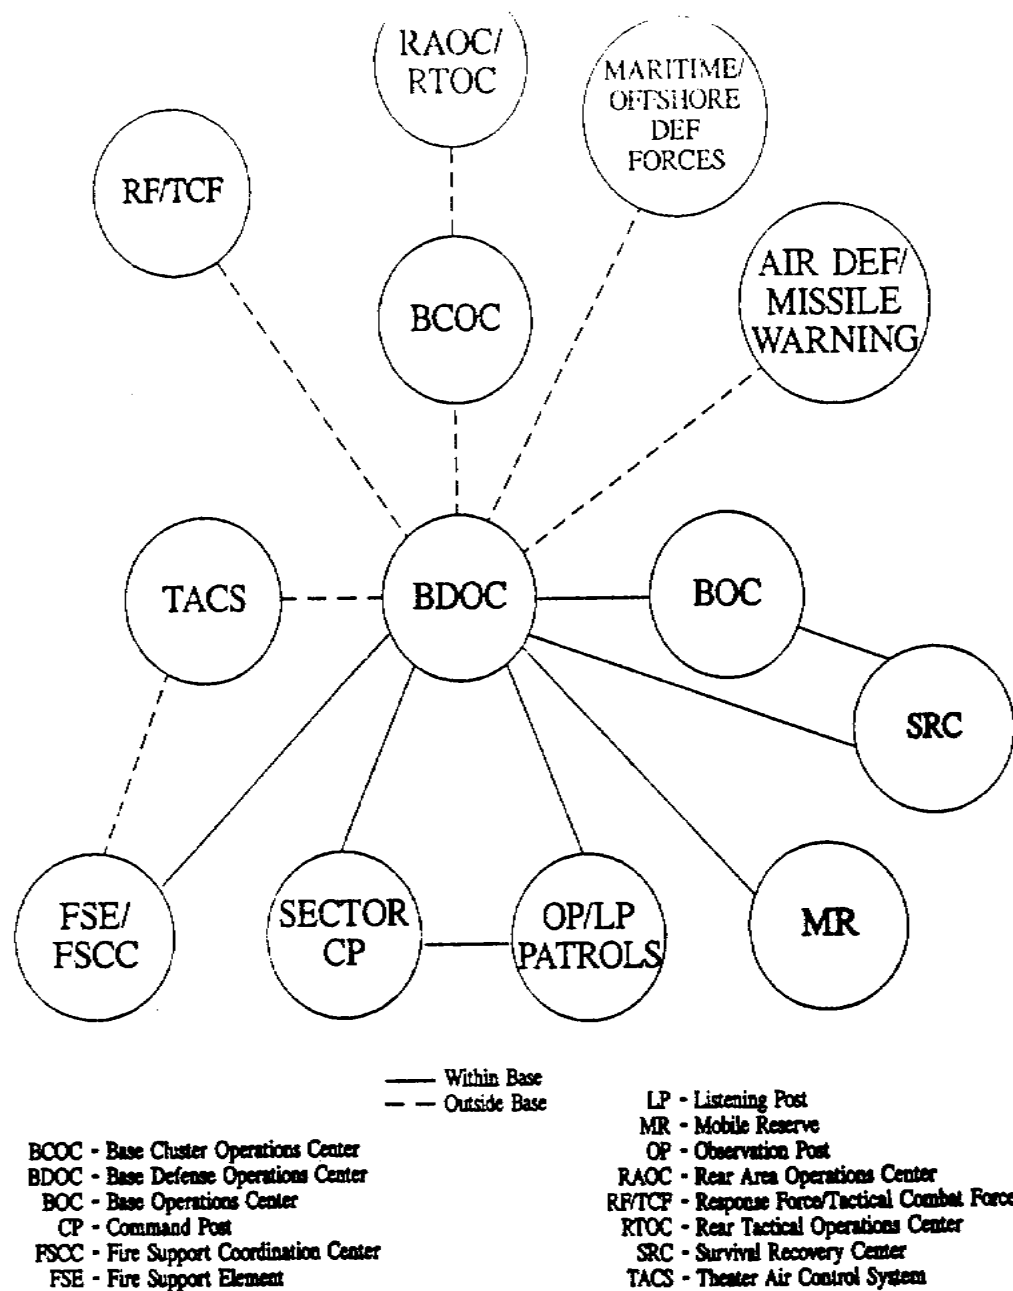 RAOC/
RTOC
MARITIME/
OFFSHORE
DEF
FORCES
RF/TCF
AIR DEF/
MISSILE
WARNING
BCOC
TACS
BDOC
BOC
SRC
FSE/
FSCC
SECTOR
CP
OP/LP
PATROLS
MR
Within Base
Outside Base
BCOC - Base Cluster Operations Center
BDOC - Base Defense Operations Center
BOC - Base Operations Center
CP - Command Post
FSCC - Fire Support Coordination Center
FSE - Fire Support Element
LP - Listening Post
MR - Mobile Reserve
OP - Observation Post
RAOC - Rear Area Operations Center
RF/TCF - Response Force/Tactical Combat Force
RTOC - Rear Tactical Operations Center
SRC - Survival Recovery Center
TACS - Theater Air Control System